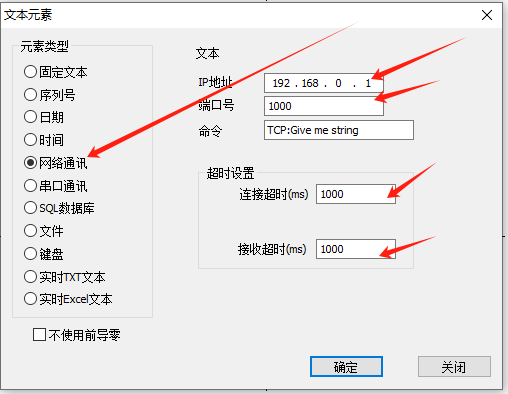 文本元素
元素类型
固定文本
序列号
日期
时间
网络通讯
串口通讯
SQL数据库
文件
键盘
实时TXT文本
实时Excel文本
不使用前导零
文本
IP地址 192 . 168 . 0 . 1
端口号 1000
命令 TCP:Give me string
超时设置
连接超时(ms) 1000
接收超时(ms) 1000
确定 关闭